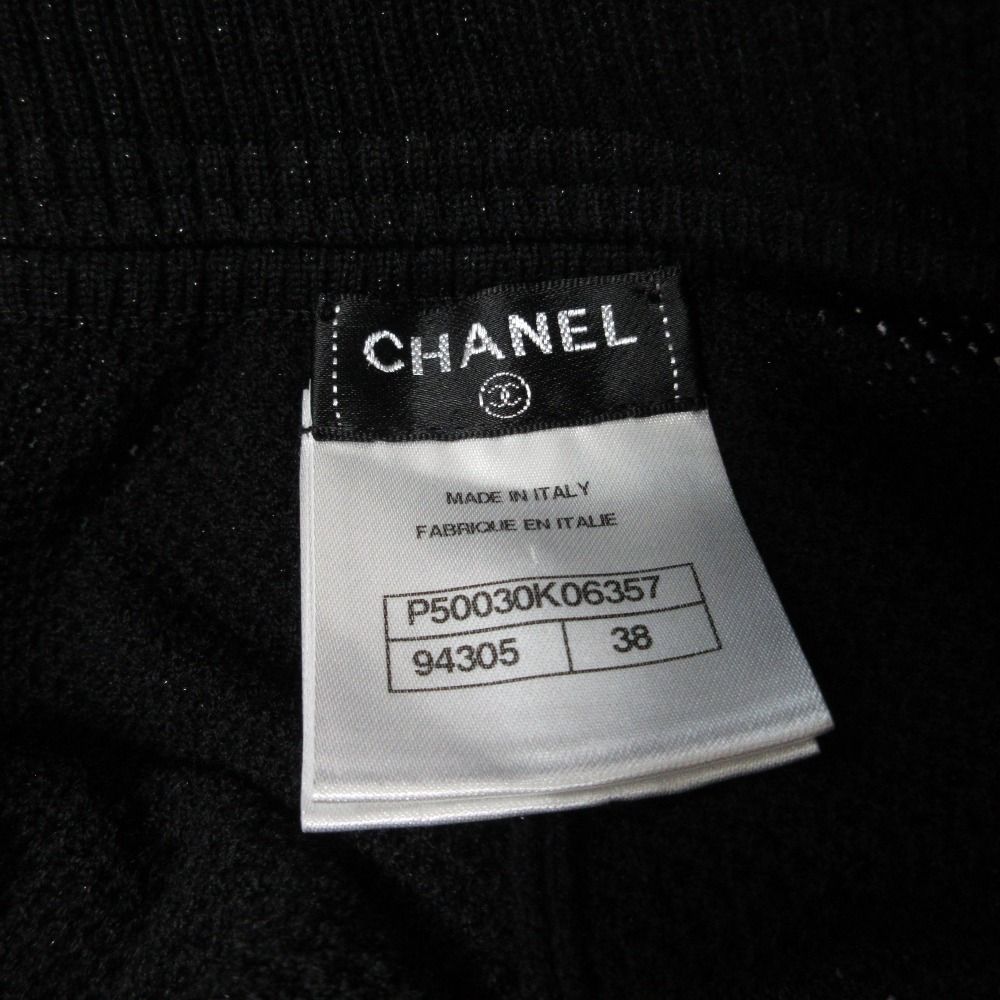 CHANEL
MADE IN ITALY
FABRIQUE EN ITALIE
P50030K06357
94305 38